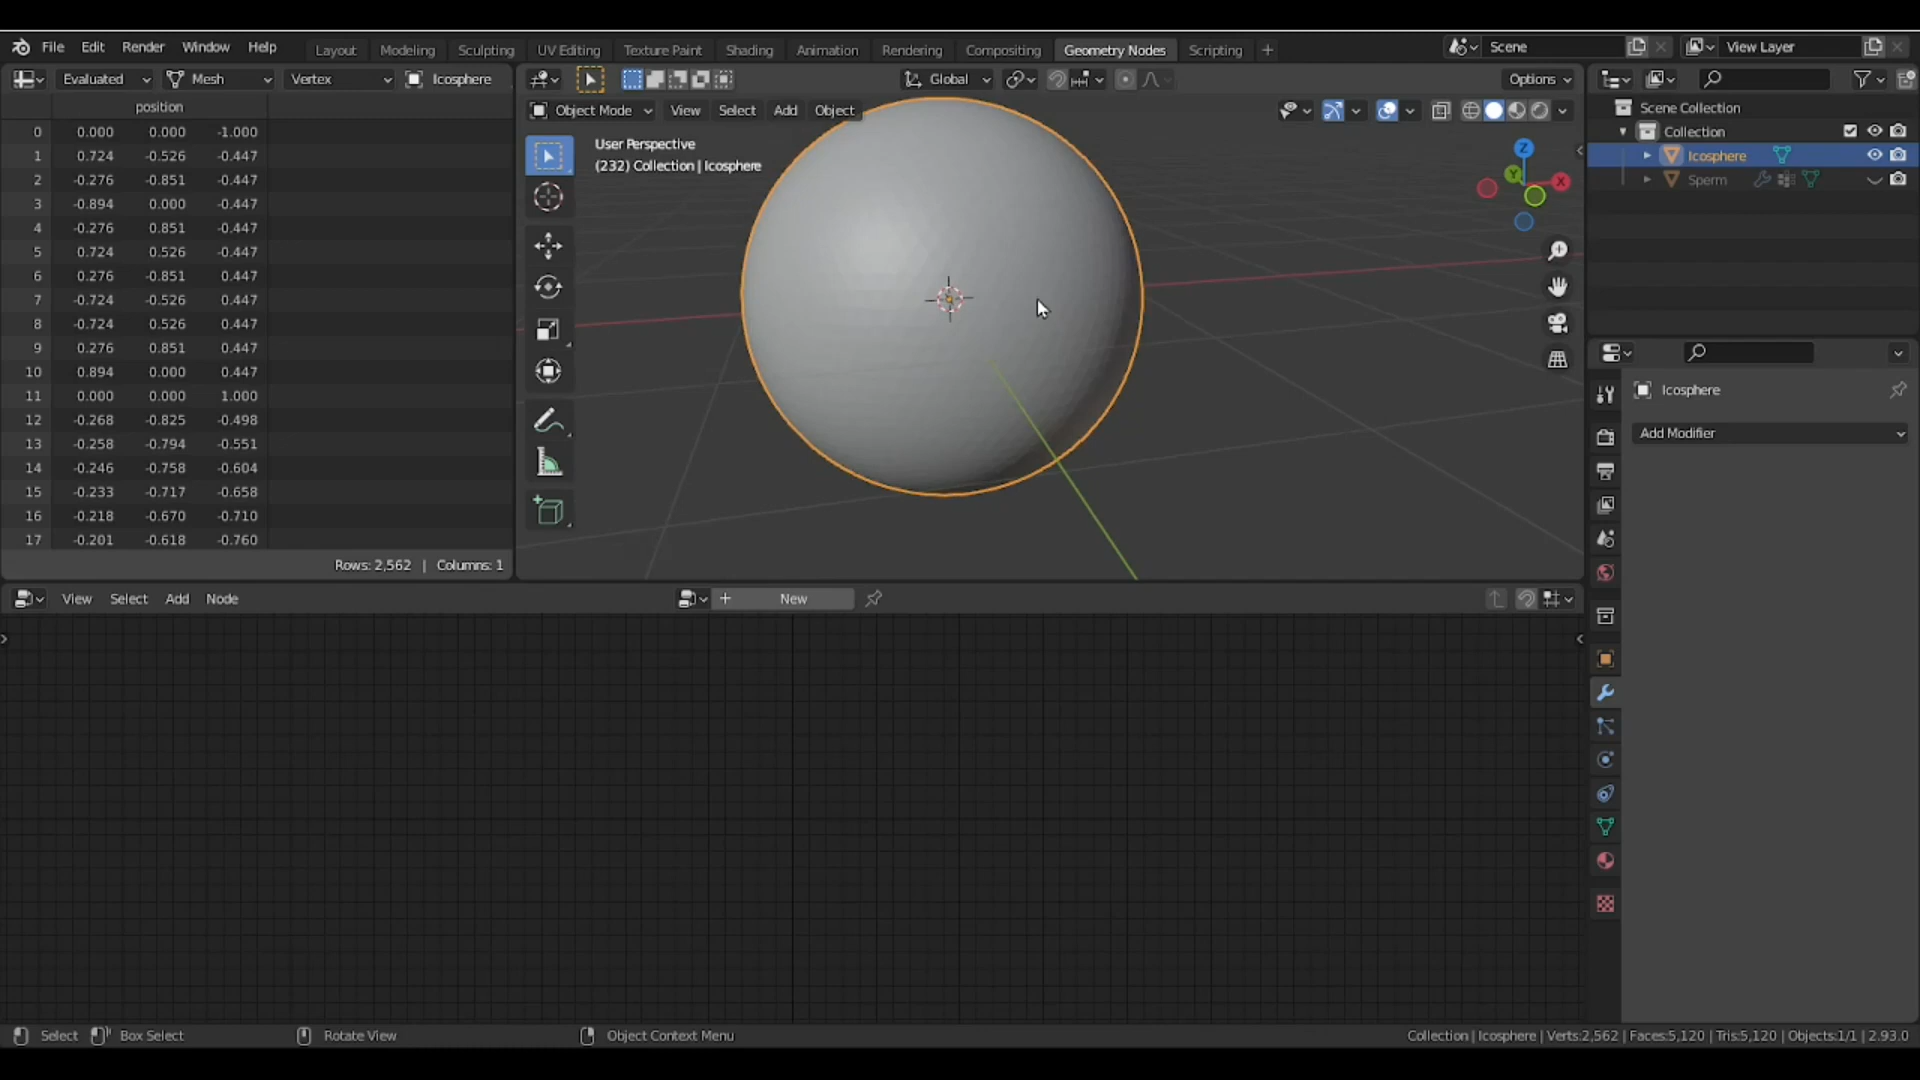 File Edit Render Window Help Layout Modeling Sculpting UV Editing Texture Paint Shading Animation Rendering Compositing Geometry Nodes Scripting + Scene View Layer
Evaluated Mesh Vertex Icosphere
position
0 0.000 0.000 -1.000
1 0.724 -0.526 -0.447
2 -0.276 -0.851 -0.447
3 -0.894 0.000 -0.447
4 -0.276 0.851 -0.447
5 0.724 0.526 -0.447
6 0.276 -0.851 0.447
7 -0.724 -0.526 0.447
8 -0.724 0.526 0.447
9 0.276 0.851 0.447
10 0.894 0.000 0.447
11 0.000 0.000 1.000
12 -0.268 -0.825 -0.498
13 -0.258 -0.794 -0.551
14 -0.246 -0.758 -0.604
15 -0.233 -0.717 -0.658
16 -0.218 -0.670 -0.710
17 -0.201 -0.618 -0.760
Rows: 2,562 | Columns: 1
Global Options
Object Mode View Select Add Object
User Perspective
(232) Collection | Icosphere
Z
Y
X
Scene Collection
Collection
Icosphere
Sperm
Icosphere
Add Modifier
View Select Add Node + New
Select Box Select Rotate View Object Context Menu Collection | Icosphere | Verts:2,562 | Faces:5,120 | Tris:5,120 | Objects:1/1 | 2.93.0